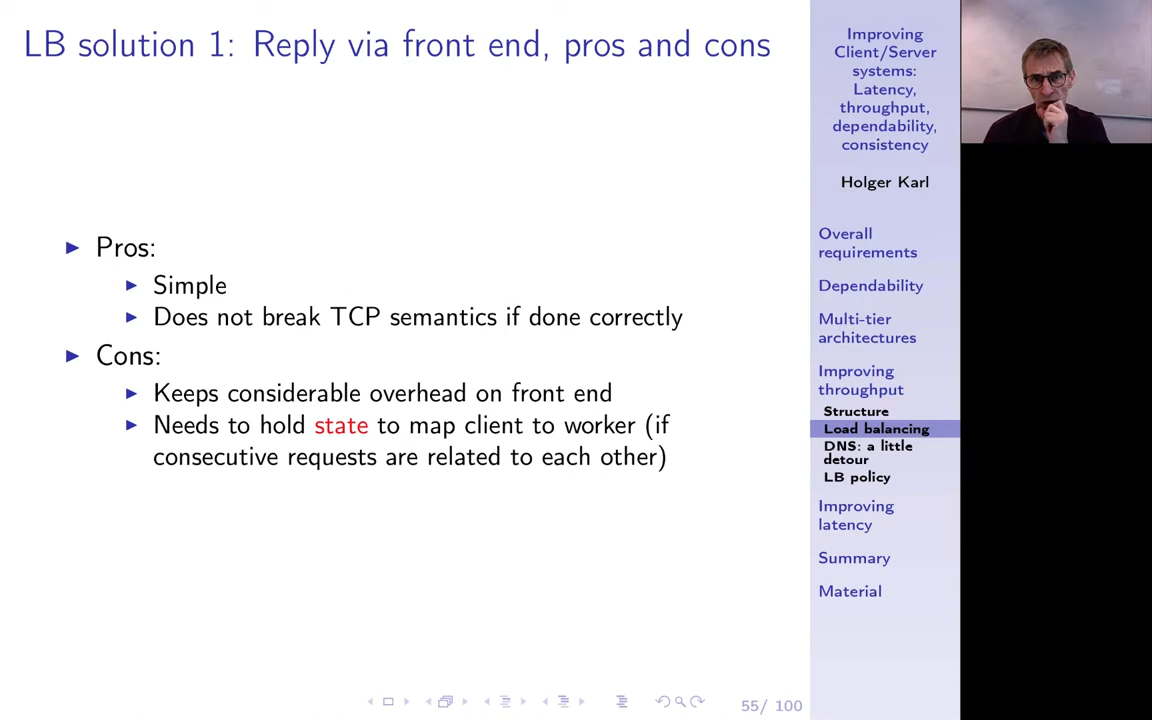 LB solution 1: Reply via front end, pros and cons
Pros:
Simple
Does not break TCP semantics if done correctly
Cons:
Keeps considerable overhead on front end
Needs to hold state to map client to worker (if
consecutive requests are related to each other)
Improving
Client/Server
systems:
Latency,
throughput,
dependability,
consistency
Holger Karl
Overall
requirements
Dependability
Multi-tier
architectures
Improving
throughput
Structure
Load balancing
DNS: a little
detour
LB policy
Improving
latency
Summary
Material
55/ 100